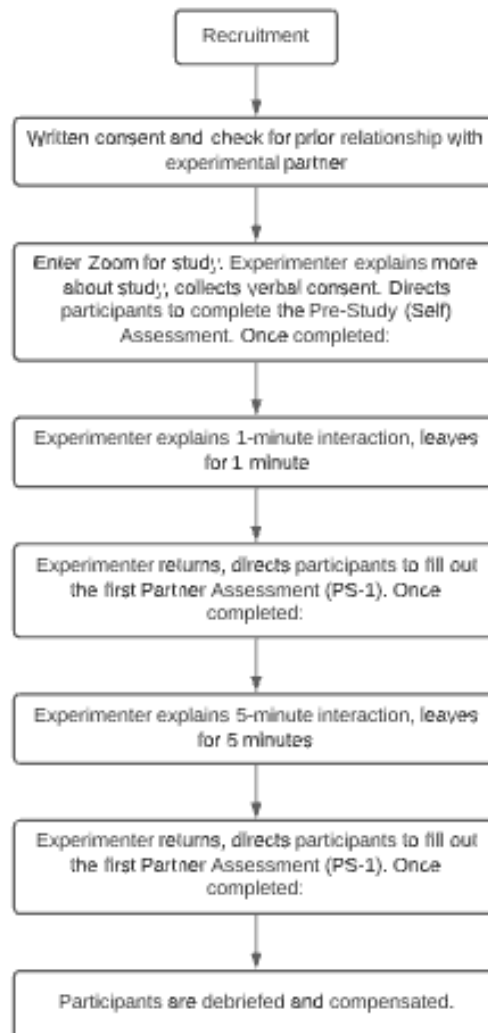 Recruitment
Written consent and check for prior relationship with
experimental partner
Enter Zoom for study. Experimenter explains more
about study, collects verbal consent. Directs
participants to complete the Pre-Study (Self)
Assessment. Once completed:
Experimenter explains 1-minute interaction, leaves
for 1 minute
Experimenter returns, directs participants to fill out
the first Partner Assessment (PS-1). Once
completed:
Experimenter explains 5-minute interaction, leaves
for 5 minutes
Experimenter returns, directs participants to fill out
the first Partner Assessment (PS-1). Once
completed:
Participants are debriefed and compensated.